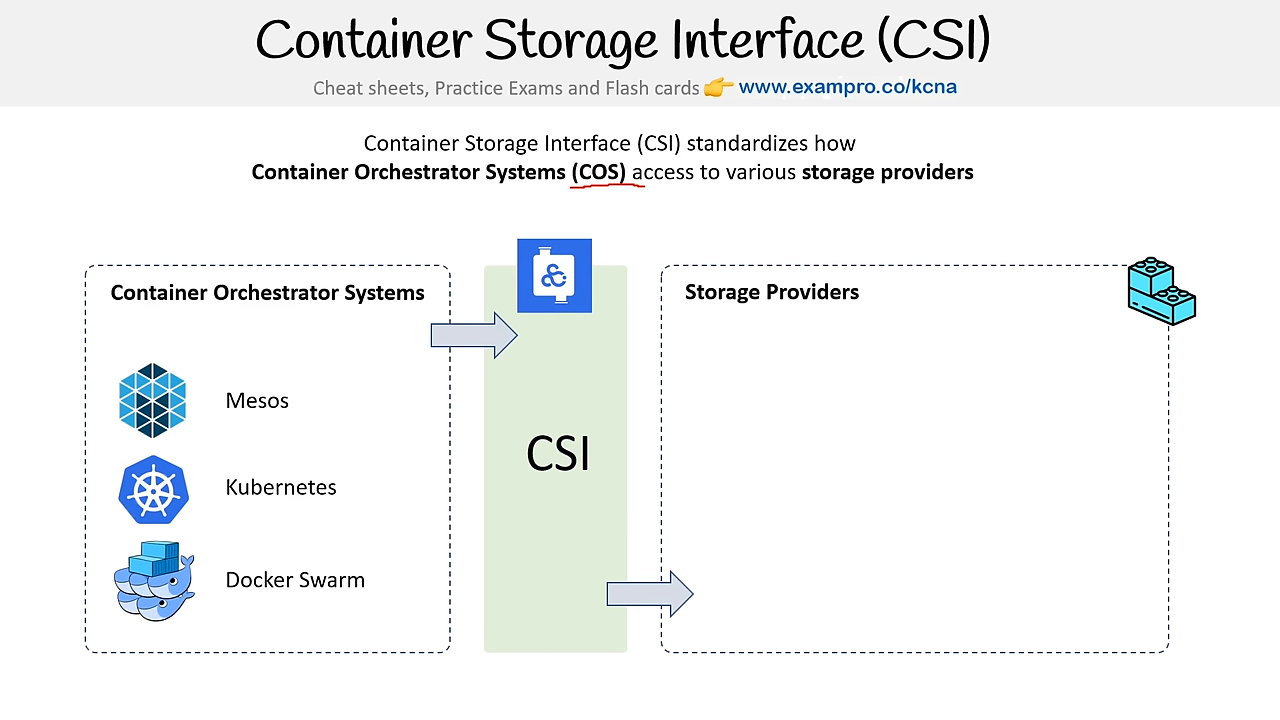 Container Storage Interface (CSI)
Cheat sheets, Practice Exams and Flash cards 👉 www.exampro.co/kcna
Container Storage Interface (CSI) standardizes how
Container Orchestrator Systems (COS) access to various storage providers
Container Orchestrator Systems
Mesos
Kubernetes
Docker Swarm
CSI
Storage Providers